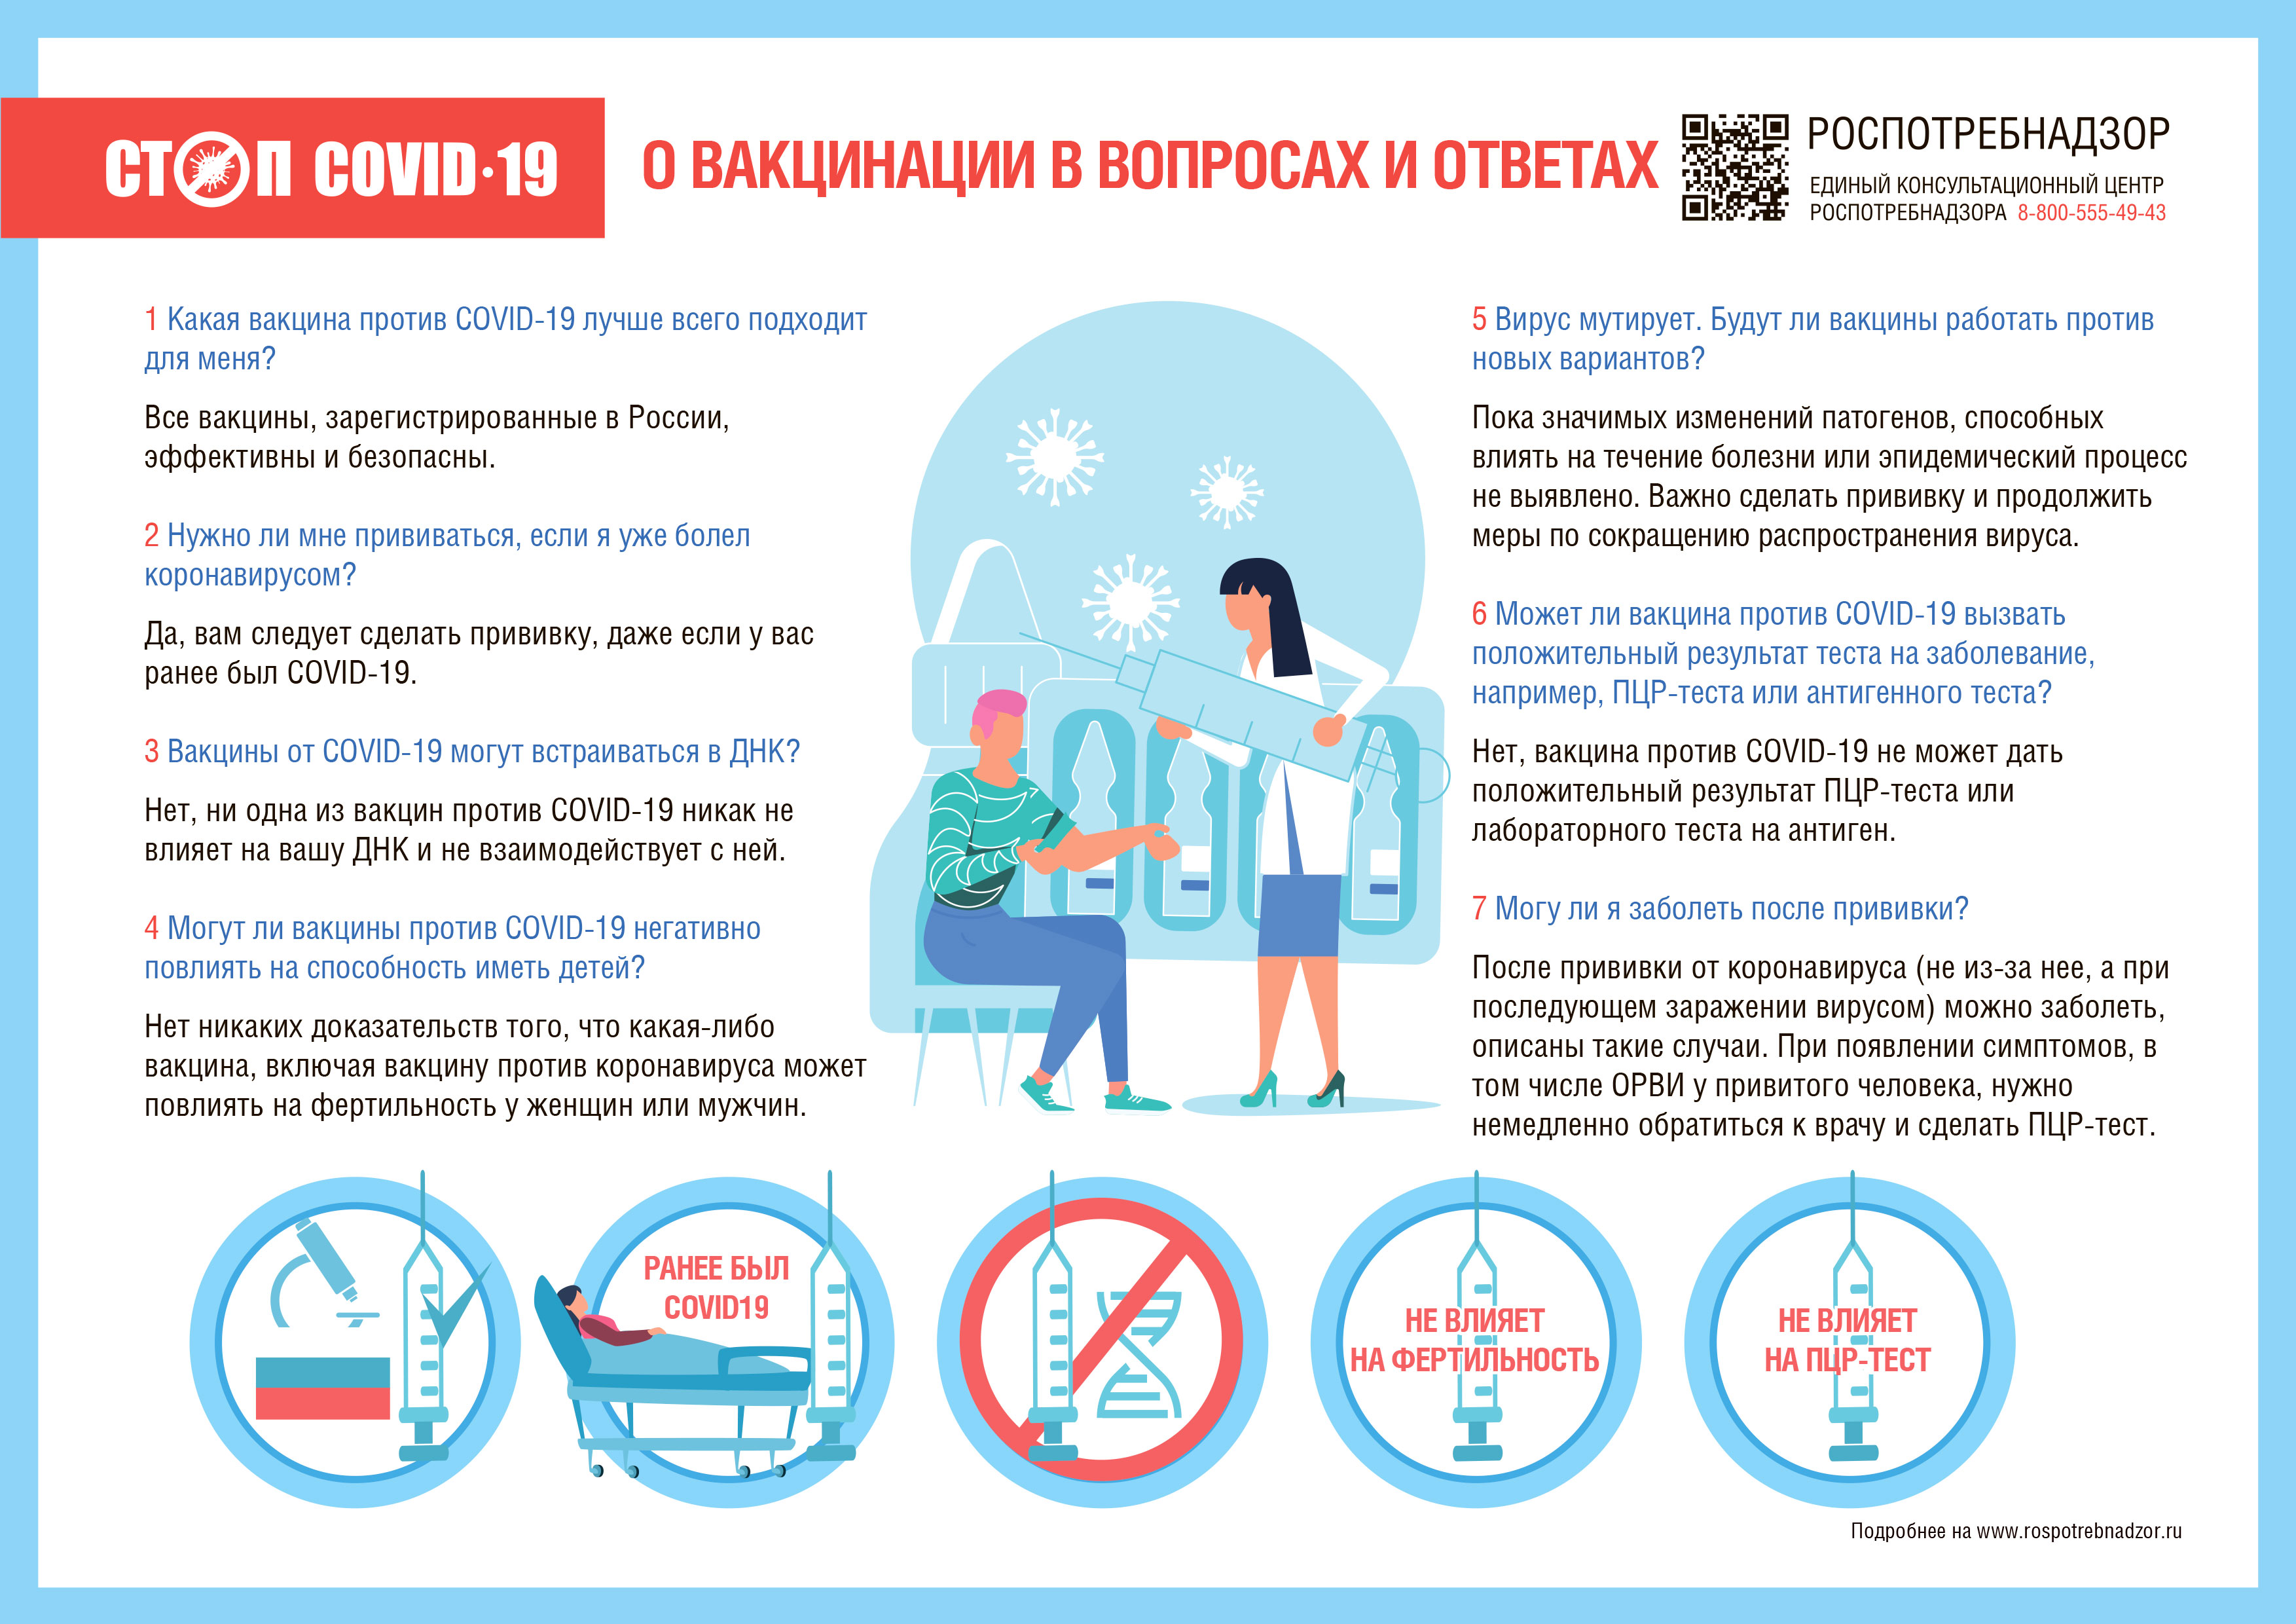 СТОП COVID·19
О ВАКЦИНАЦИИ В ВОПРОСАХ И ОТВЕТАХ
РОСПОТРЕБНАДЗОР
ЕДИНЫЙ КОНСУЛЬТАЦИОННЫЙ ЦЕНТР
РОСПОТРЕБНАДЗОРА 8-800-555-49-43
1 Какая вакцина против COVID-19 лучше всего подходит
для меня?
Все вакцины, зарегистрированные в России,
эффективны и безопасны.
2 Нужно ли мне прививаться, если я уже болел
коронавирусом?
Да, вам следует сделать прививку, даже если у вас
ранее был COVID-19.
3 Вакцины от COVID-19 могут встраиваться в ДНК?
Нет, ни одна из вакцин против COVID-19 никак не
влияет на вашу ДНК и не взаимодействует с ней.
4 Могут ли вакцины против COVID-19 негативно
повлиять на способность иметь детей?
Нет никаких доказательств того, что какая-либо
вакцина, включая вакцину против коронавируса может
повлиять на фертильность у женщин или мужчин.
5 Вирус мутирует. Будут ли вакцины работать против
новых вариантов?
Пока значимых изменений патогенов, способных
влиять на течение болезни или эпидемический процесс
не выявлено. Важно сделать прививку и продолжить
меры по сокращению распространения вируса.
6 Может ли вакцина против COVID-19 вызвать
положительный результат теста на заболевание,
например, ПЦР-теста или антигенного теста?
Нет, вакцина против COVID-19 не может дать
положительный результат ПЦР-теста или
лабораторного теста на антиген.
7 Могу ли я заболеть после прививки?
После прививки от коронавируса (не из-за нее, а при
последующем заражении вирусом) можно заболеть,
описаны такие случаи. При появлении симптомов, в
том числе ОРВИ у привитого человека, нужно
немедленно обратиться к врачу и сделать ПЦР-тест.
РАНЕЕ БЫЛ
COVID19
НЕ ВЛИЯЕТ
НА ФЕРТИЛЬНОСТЬ
НЕ ВЛИЯЕТ
НА ПЦР-ТЕСТ
Подробнее на www.rospotrebnadzor.ru